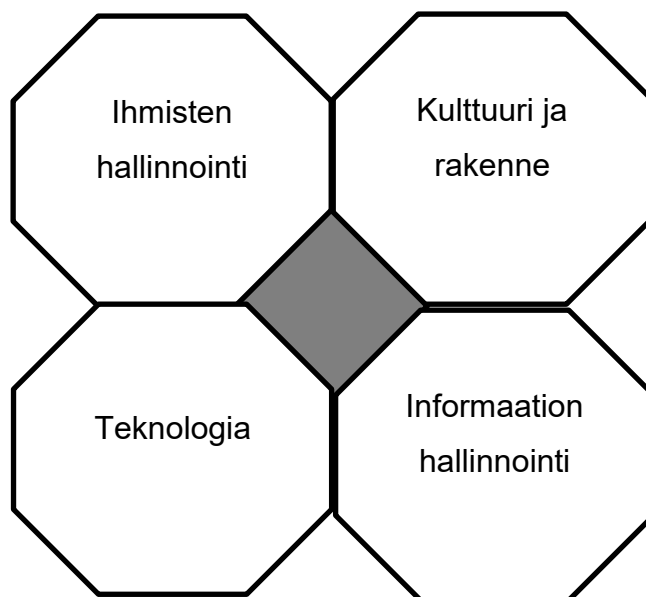 Ihmisten
hallinnointi
Kulttuuri ja
rakenne
Teknologia
Informaation
hallinnointi